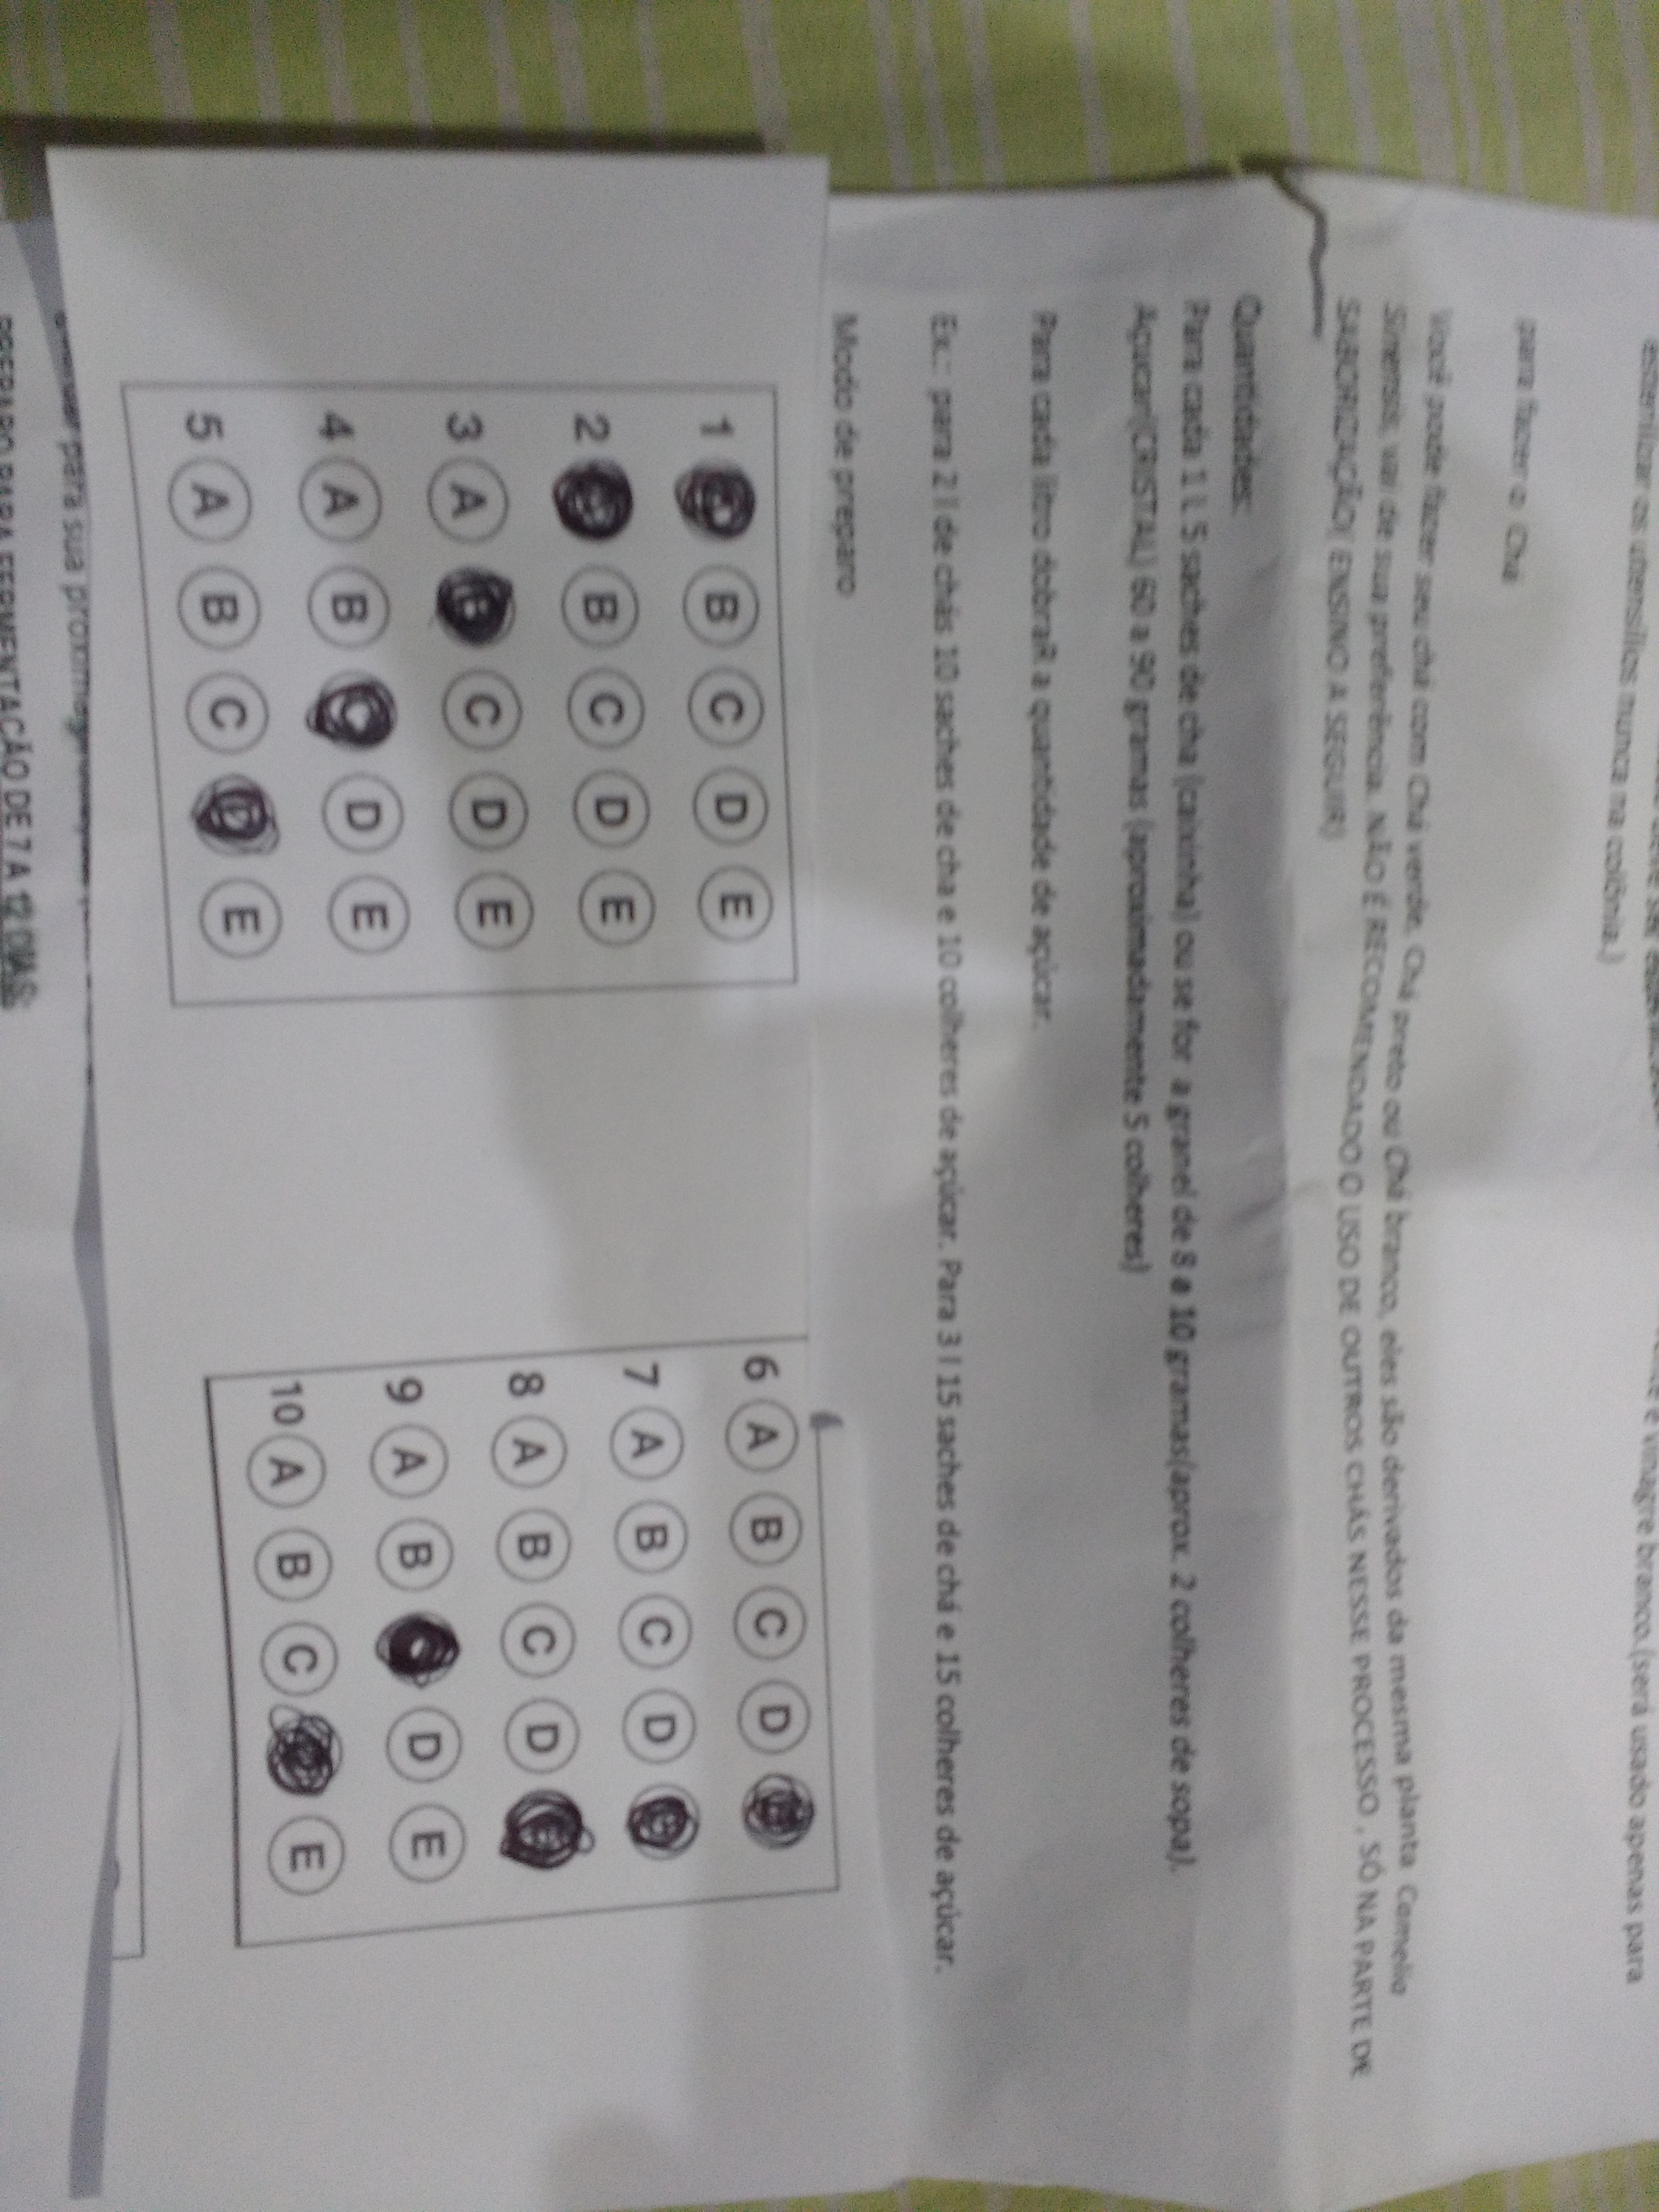 para fazer o Chá
Você pode fazer seu chá com Chá verde, Chá preto ou Chá branco, eles são derivados da mesma planta Camelia
Sinensis, vai de sua preferência. NÃO É RECOMENDADO O USO DE OUTROS CHÁS NESSE PROCESSO , SÓ NA PARTE DE
SABORIZAÇÃO( ENSINO A SEGUIR)
esterilizar os utensílios nunca na colônia.)
e vinagre branco.(será usado apenas para
Quantidades:
Para cada 1 L 5 saches de cha (caixinha) ou se for a granel de 8 a 10 gramas(aprox. 2 colheres de sopa).
Açucar(CRISTAL) 60 a 90 gramas (aproximadamente 5 colheres)
Para cada litro dobraR a quantidade de açúcar.
Ex.: para 2 l de chás 10 saches de cha e 10 colheres de açúcar. Para 3 l 15 saches de chá e 15 colheres de açúcar.
Modo de preparo
1 B C D E
2 B C D E
3 A B C D E
4 A B C D E
5 A B C D E
6 A B C D E
7 A B C D E
8 A B C D E
9 A B D E
10 A B C E
para sua proxima
PREPARO PARA FERMENTAÇÃO DE 7 A 12 DIAS: